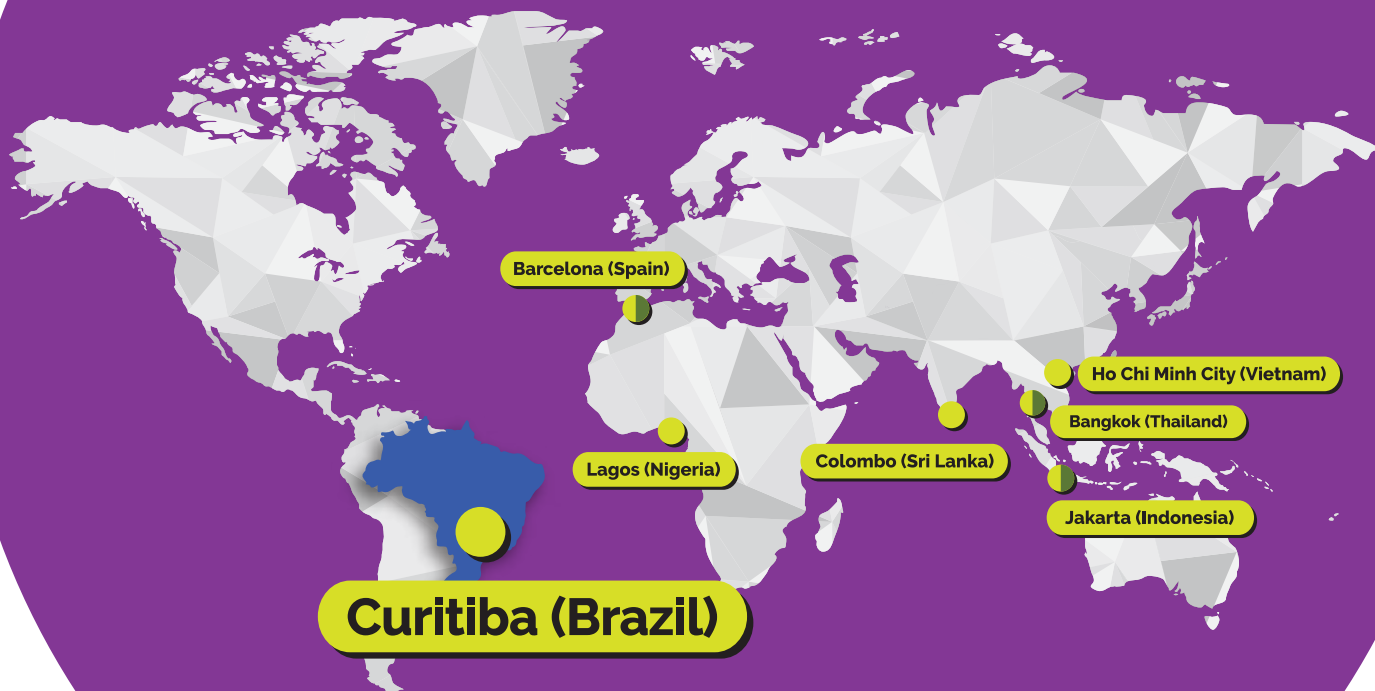 Barcelona (Spain)
Ho Chi Minh City (Vietnam)
Bangkok (Thailand)
Lagos (Nigeria)
Colombo (Sri Lanka)
Jakarta (Indonesia)
Curitiba (Brazil)